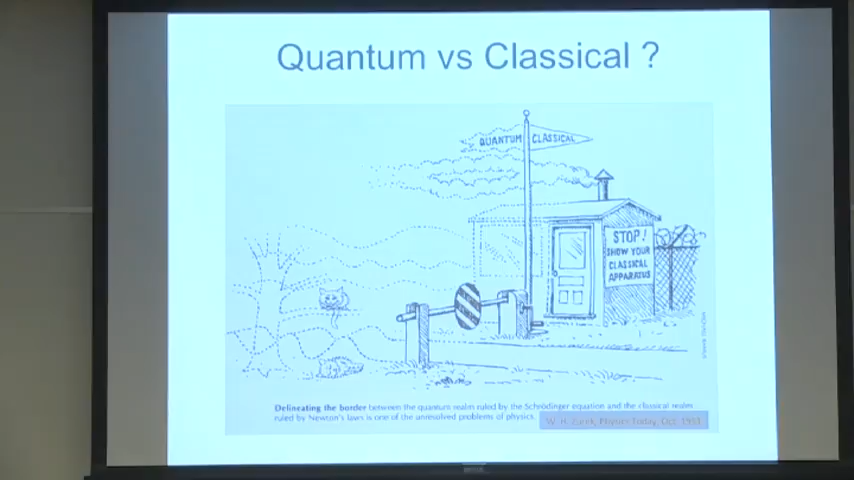 Quantum vs Classical ?
QUANTUM CLASSICAL
STOP!
SHOW YOUR
CLASSICAL
APPARATUS
Delineating the border between the quantum realm ruled by the Schrödinger equation and the classical realm
ruled by Newton's laws is one of the unresolved problems of physics.
Physics Today, Oct.